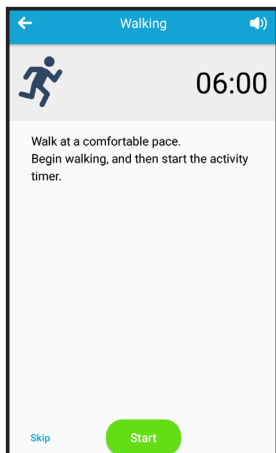 Walking
06:00
Walk at a comfortable pace.
Begin walking, and then start the activity
timer.
Skip
Start